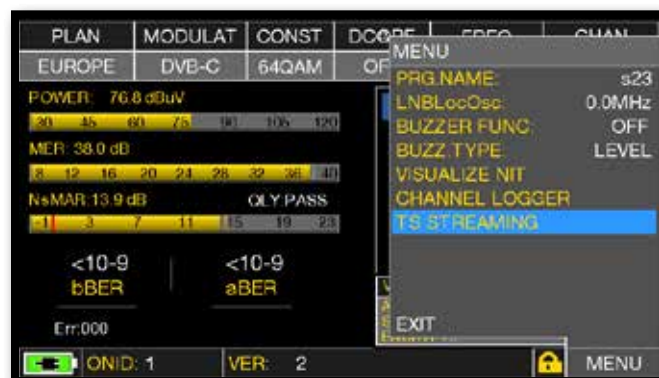 PLAN MODULAT CONST DCOPE FREQ CHAN
EUROPE DVB-C 64QAM OF
MENU
PRG.NAME: s23
LNBLocOsc: 0.0MHz
BUZZER FUNC: OFF
BUZZ.TYPE: LEVEL
VISUALIZE NIT
CHANNEL LOGGER
TS STREAMING
EXIT
POWER: 76.8 dBuV
30 45 60 75 90 105 120
MER: 38.0 dB
8 12 16 20 24 28 32 36 40
NsMAR:13.9 dB QLY:PASS
-1 3 7 11 15 19 23
<10-9 <10-9
bBER aBER
Err:000
ONID: 1 VER: 2 MENU